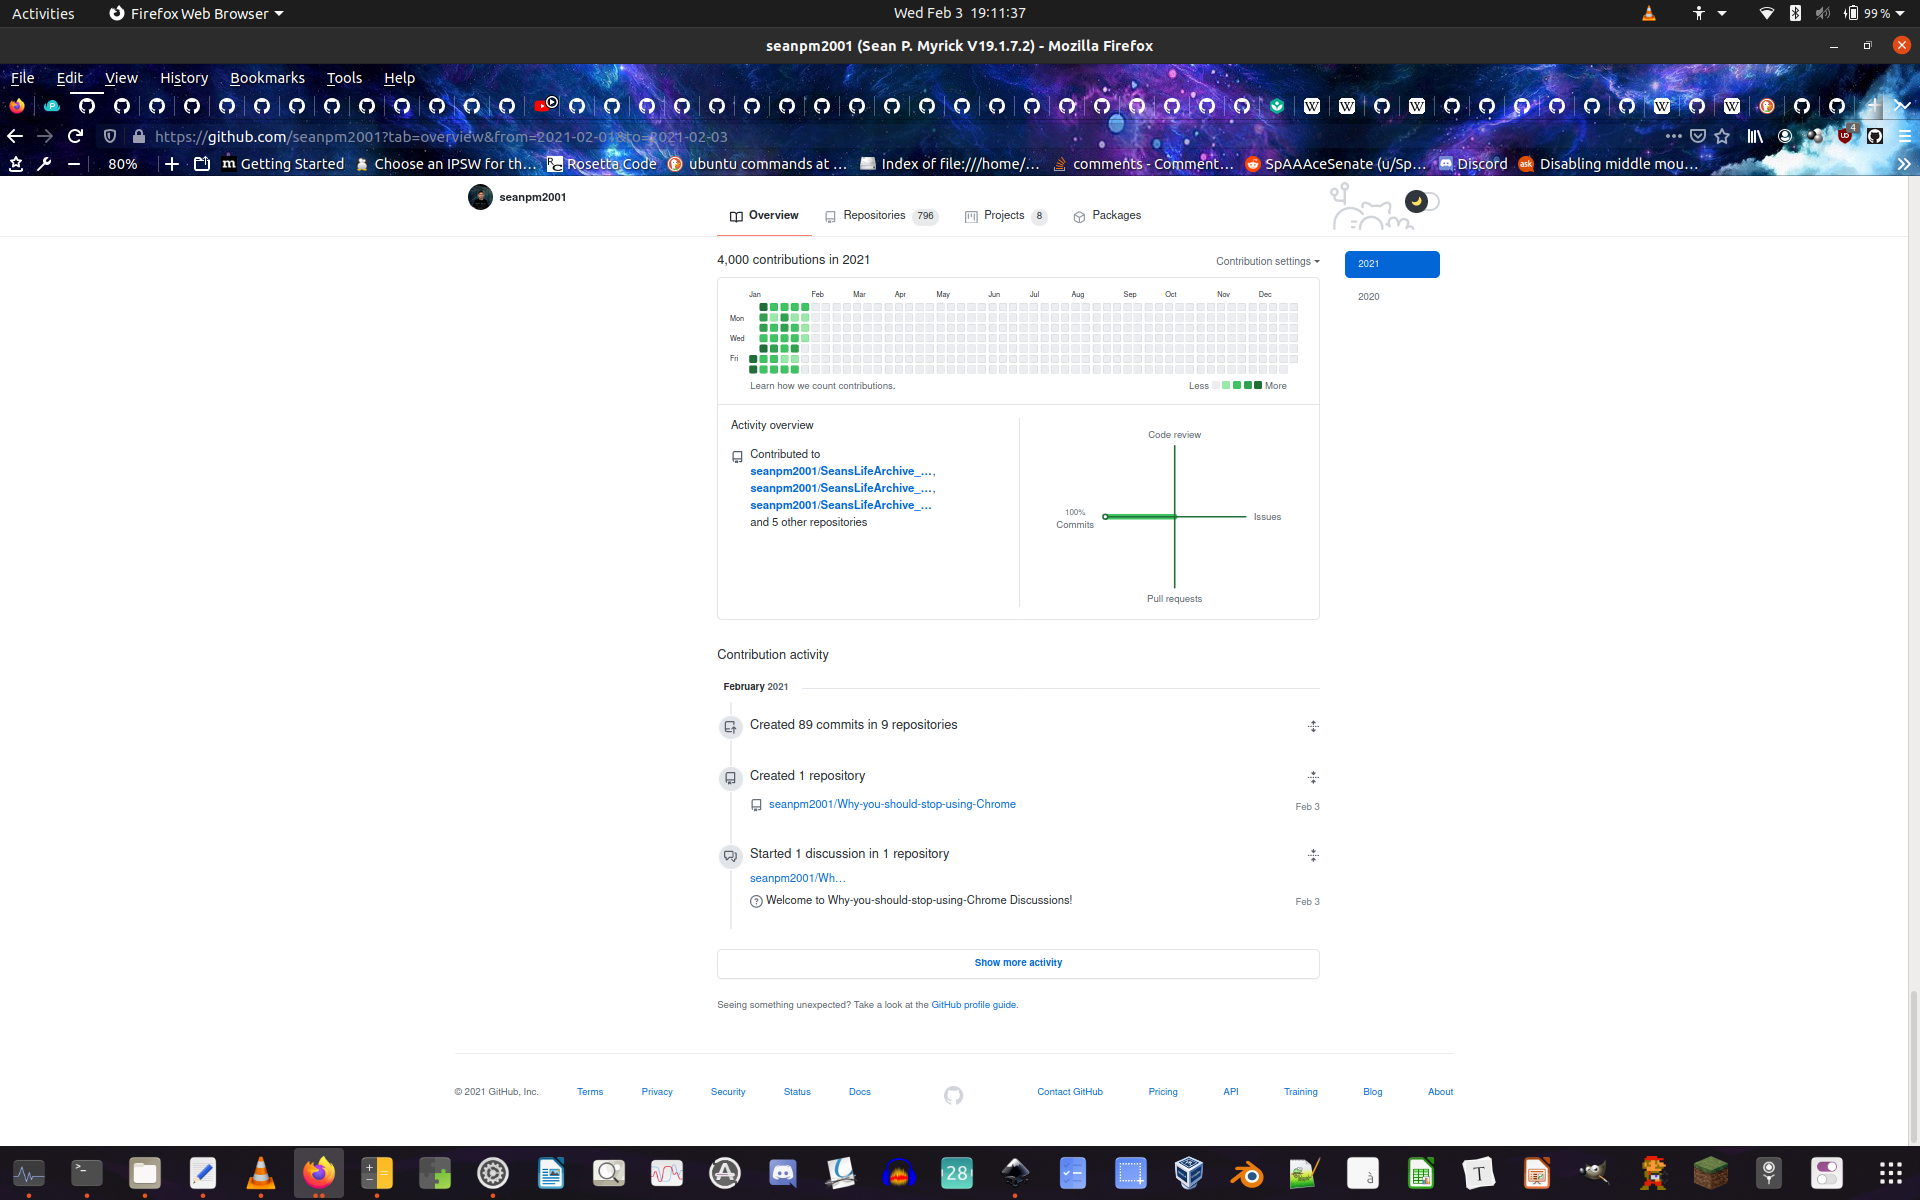 Activities
Firefox Web Browser
Wed Feb 3 19:11:37
99 %
seanpm2001 (Sean P. Myrick V19.1.7.2) - Mozilla Firefox
File Edit View History Bookmarks Tools Help
https://github.com/seanpm2001?tab=overview&from=2021-02-01&to=2021-02-03
4
80%
Getting Started
Choose an IPSW for th…
Rosetta Code
ubuntu commands at …
Index of file:///home/…
comments - Comment…
SpAAAceSenate (u/Sp…
Discord
Disabling middle mou…
seanpm2001
Overview
Repositories 796
Projects 8
Packages
4,000 contributions in 2021
Contribution settings
2021
2020
Jan Feb Mar Apr May Jun Jul Aug Sep Oct Nov Dec
Mon
Wed
Fri
Learn how we count contributions.
Less More
Activity overview
Contributed to
seanpm2001/SeansLifeArchive_…,
seanpm2001/SeansLifeArchive_…,
seanpm2001/SeansLifeArchive_…
and 5 other repositories
Code review
100%
Commits
Issues
Pull requests
Contribution activity
February 2021
Created 89 commits in 9 repositories
Created 1 repository
seanpm2001/Why-you-should-stop-using-Chrome
Feb 3
Started 1 discussion in 1 repository
seanpm2001/Wh…
Welcome to Why-you-should-stop-using-Chrome Discussions!
Feb 3
Show more activity
Seeing something unexpected? Take a look at the GitHub profile guide.
© 2021 GitHub, Inc. Terms Privacy Security Status Docs Contact GitHub Pricing API Training Blog About
28